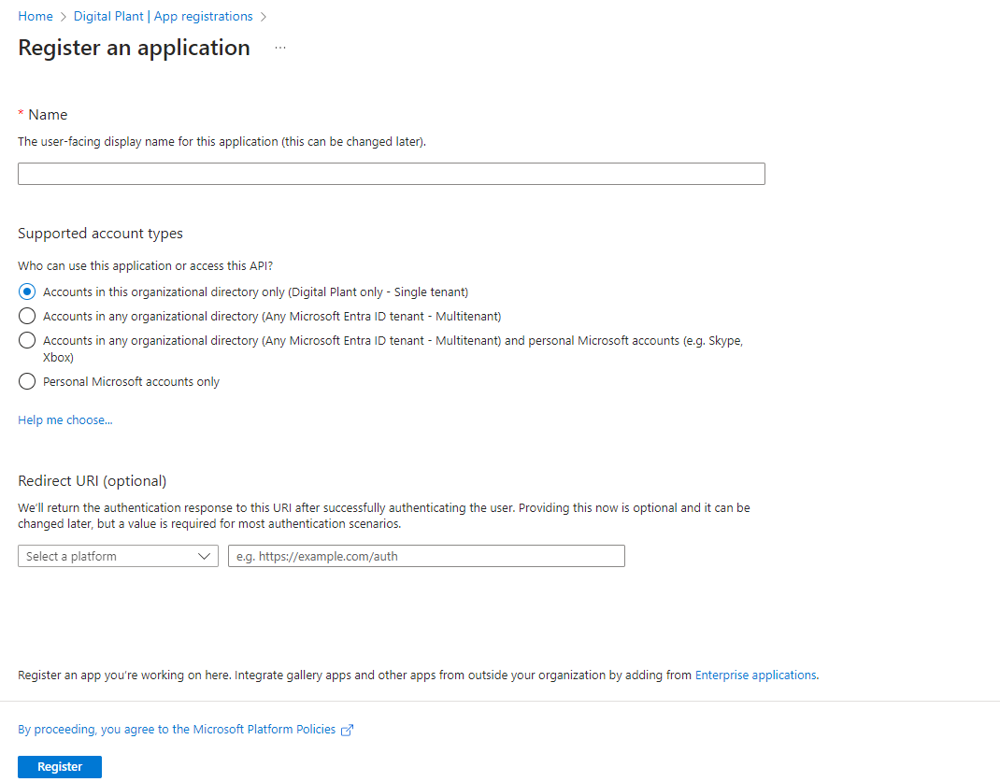 Home > Digital Plant | App registrations >
Register an application ...
* Name
The user-facing display name for this application (this can be changed later).
Supported account types
Who can use this application or access this API?
Accounts in this organizational directory only (Digital Plant only - Single tenant)
Accounts in any organizational directory (Any Microsoft Entra ID tenant - Multitenant)
Accounts in any organizational directory (Any Microsoft Entra ID tenant - Multitenant) and personal Microsoft accounts (e.g. Skype,
Xbox)
Personal Microsoft accounts only
Help me choose...
Redirect URI (optional)
We'll return the authentication response to this URI after successfully authenticating the user. Providing this now is optional and it can be
changed later, but a value is required for most authentication scenarios.
Select a platform e.g. https://example.com/auth
Register an app you're working on here. Integrate gallery apps and other apps from outside your organization by adding from Enterprise applications.
By proceeding, you agree to the Microsoft Platform Policies
Register